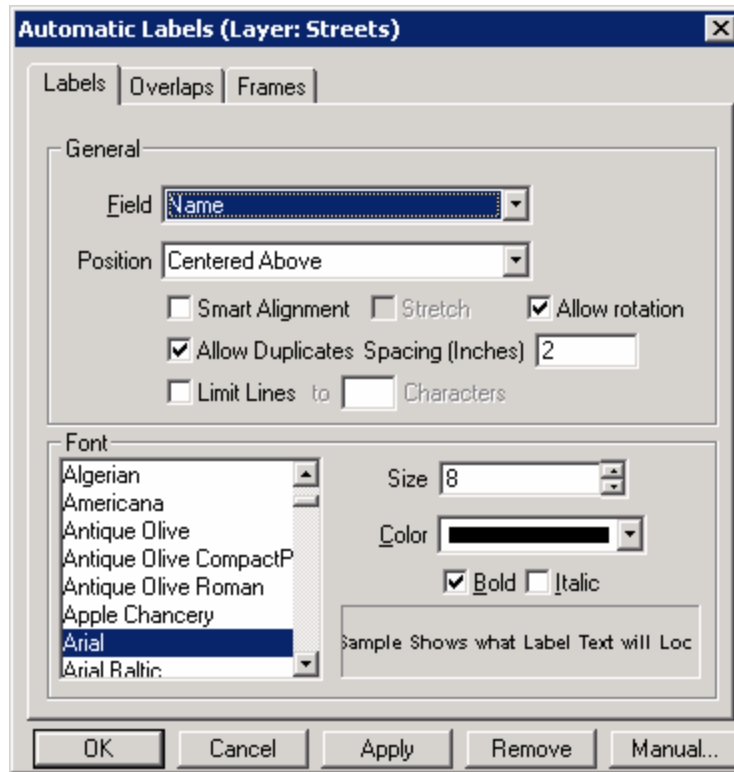 Automatic Labels (Layer: Streets)
Labels Overlaps Frames
General
Field Name
Position Centered Above
Smart Alignment Stretch Allow rotation
Allow Duplicates Spacing (Inches) 2
Limit Lines to Characters
Font
Algerian
Americana
Antique Olive
Antique Olive CompactP
Antique Olive Roman
Apple Chancery
Arial
Arial Baltic
Size 8
Color
Bold Italic
Sample Shows what Label Text will Loo
OK Cancel Apply Remove Manual...